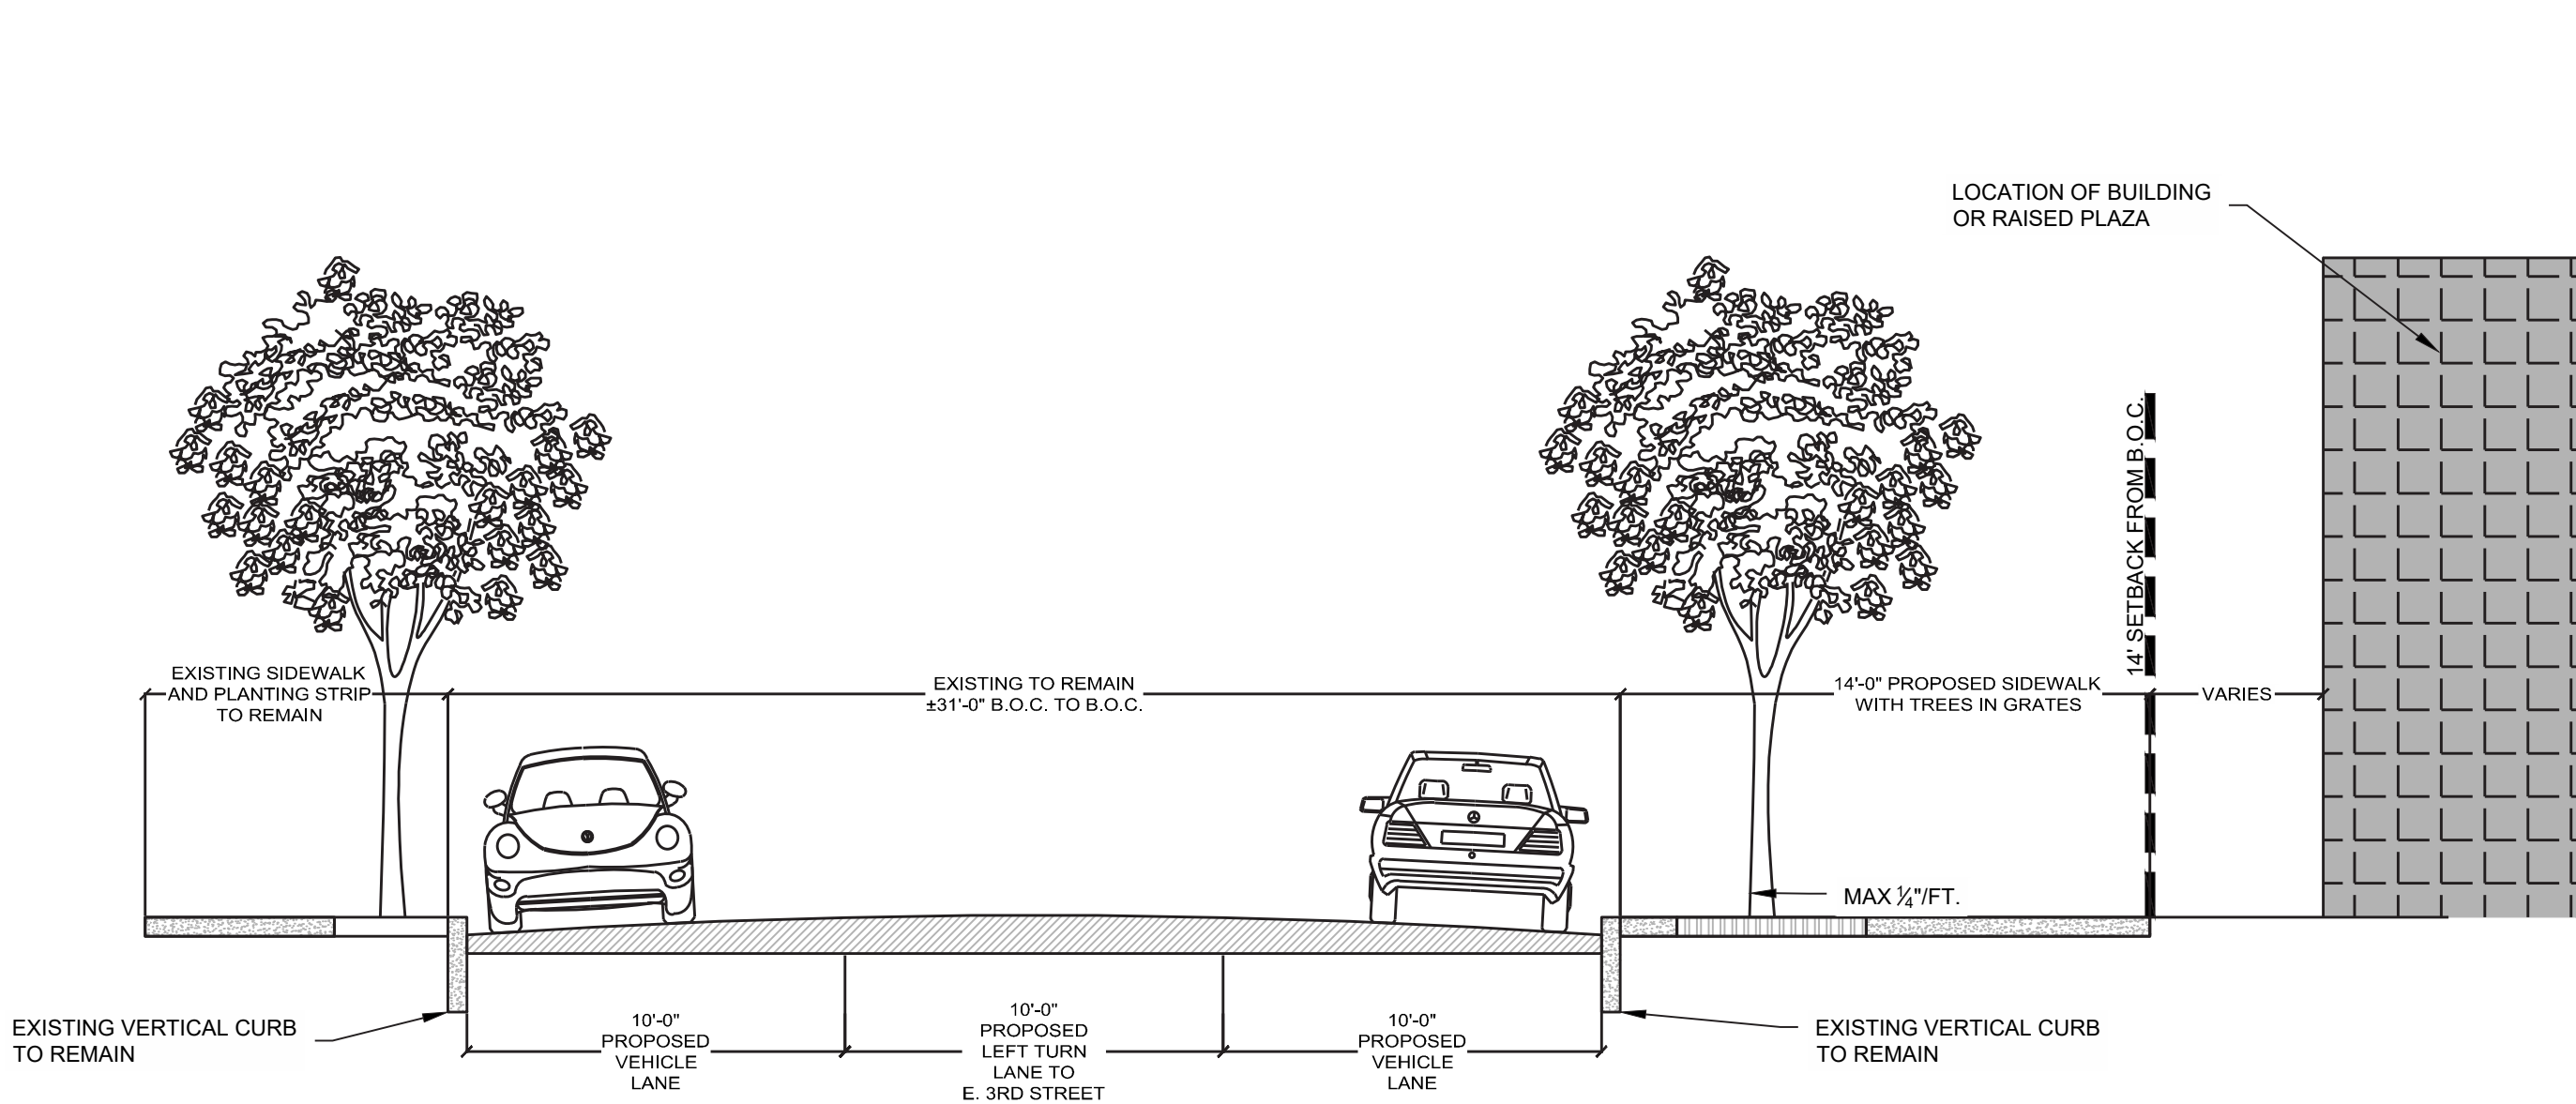 LOCATION OF BUILDING
OR RAISED PLAZA
14' SETBACK FROM B.O.C.
EXISTING SIDEWALK
AND PLANTING STRIP
TO REMAIN
EXISTING TO REMAIN
±31'-0" B.O.C. TO B.O.C.
14'-0" PROPOSED SIDEWALK
WITH TREES IN GRATES
VARIES
MAX ¼"/FT.
EXISTING VERTICAL CURB
TO REMAIN
10'-0"
PROPOSED
VEHICLE
LANE
10'-0"
PROPOSED
LEFT TURN
LANE TO
E. 3RD STREET
10'-0"
PROPOSED
VEHICLE
LANE
EXISTING VERTICAL CURB
TO REMAIN